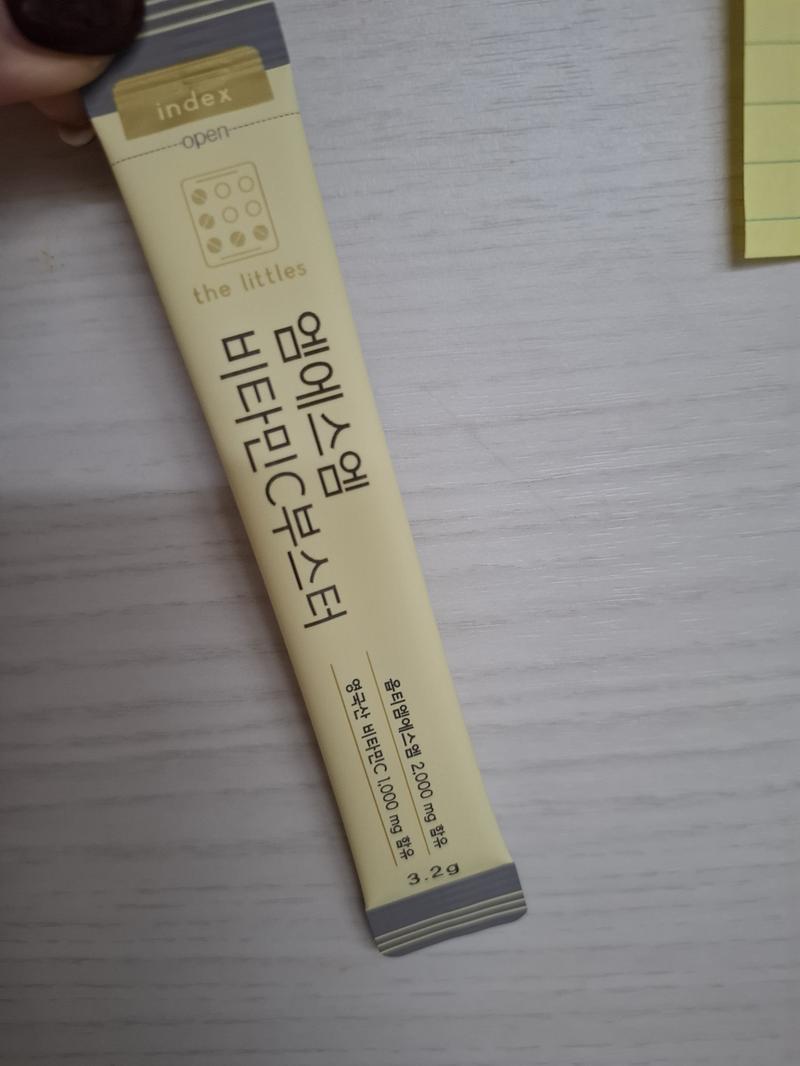 index
open
the littles
엠에스엠
비타민C부스터
옵티엠에스엠 2,000 mg 함유
영국산 비타민C 1,000 mg 함유
3.2g